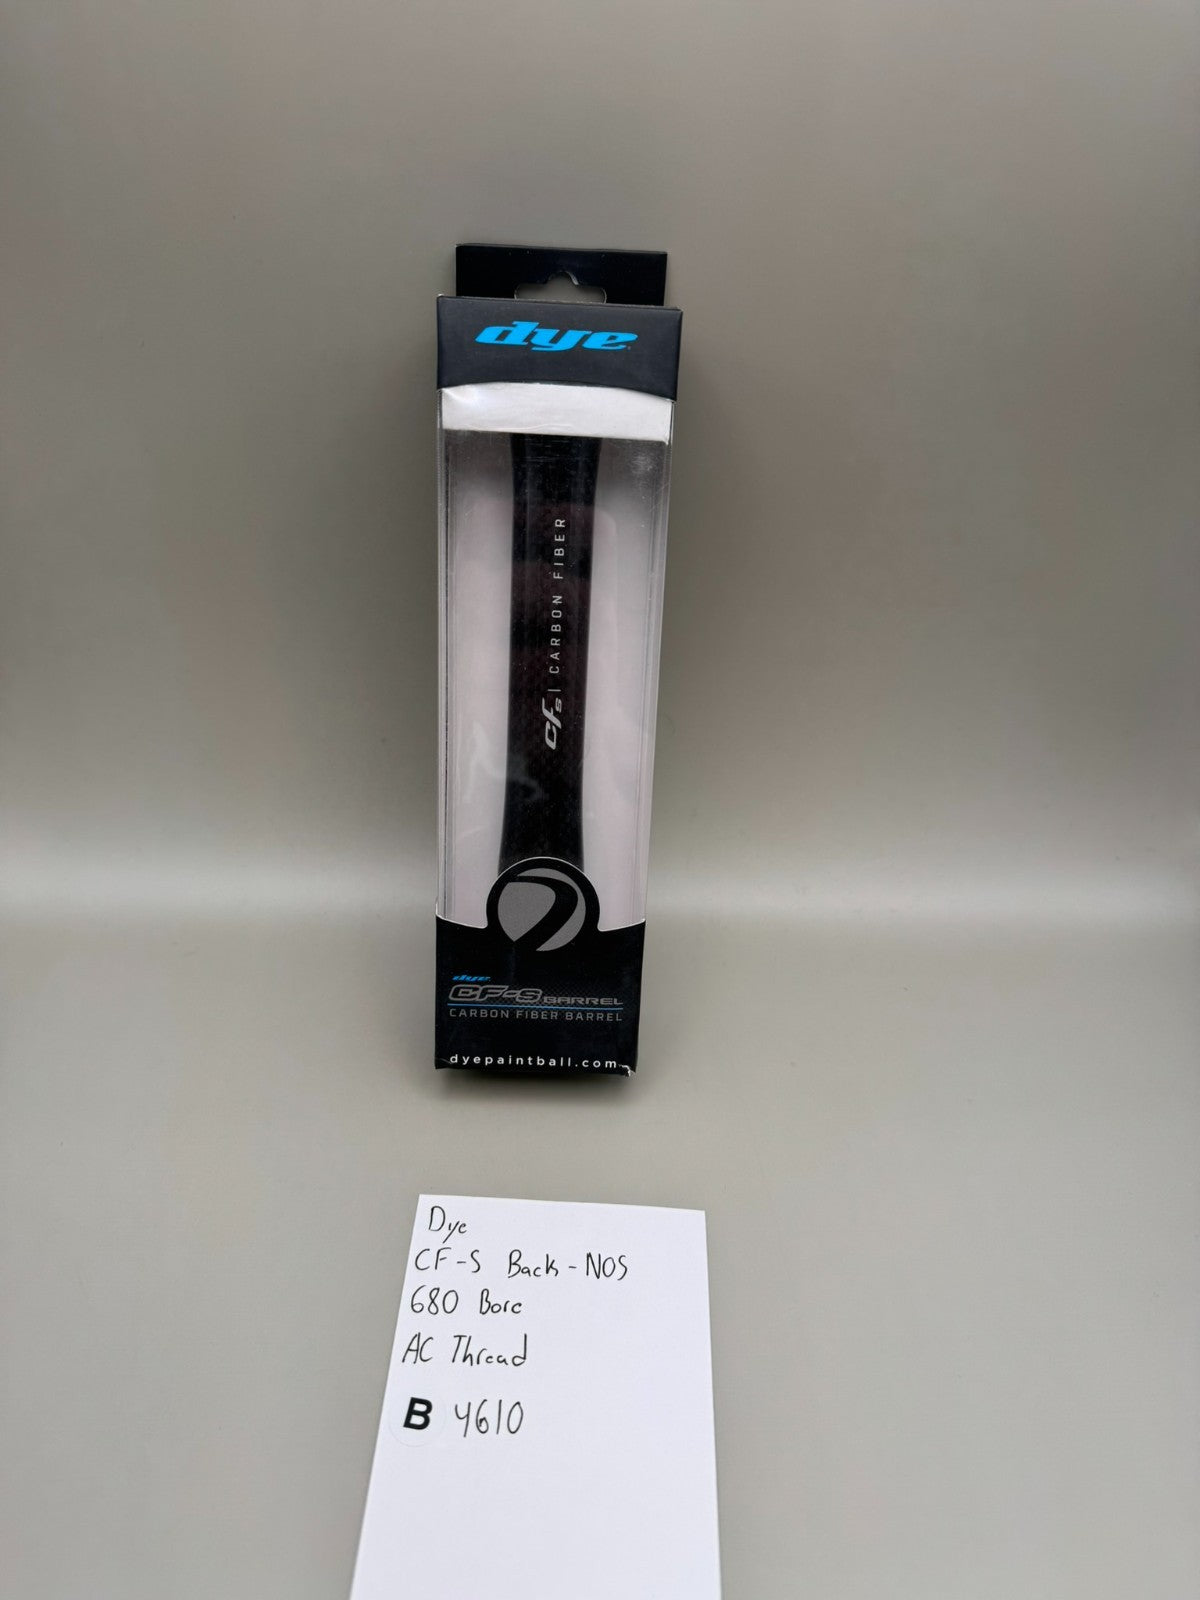 dye
cfs | CARBON FIBER
dye
CF-S BARREL
CARBON FIBER BARREL
dyepaintball.com
Dye
CF-S Back-NOS
680 Bore
AC Thread
B 4610